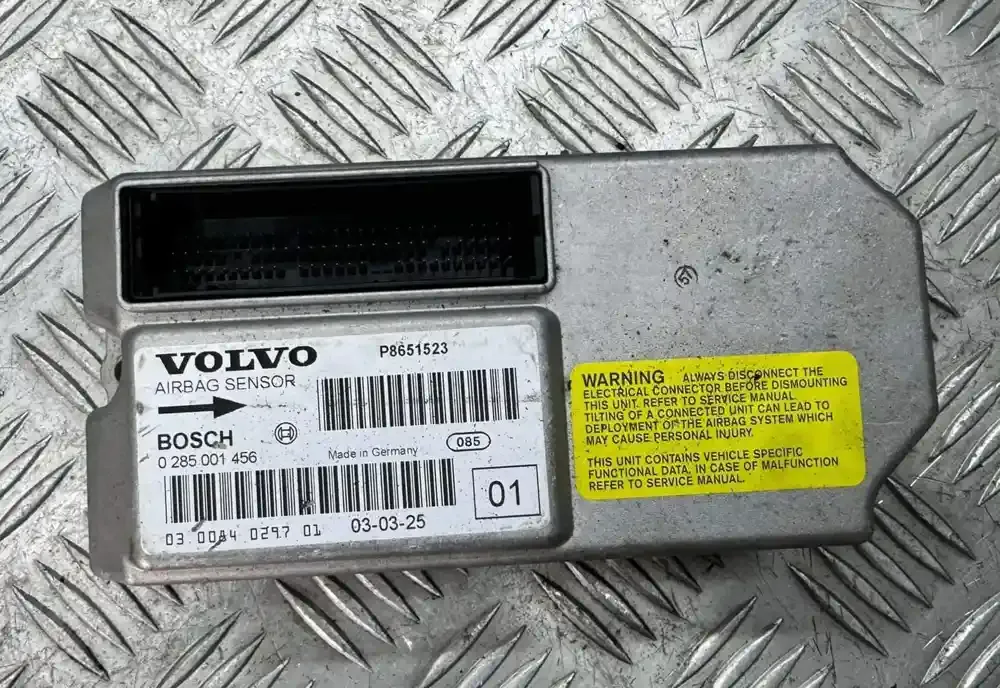 VOLVO
P8651523
AIRBAG SENSOR
BOSCH
085
0 285 001 456
Made in Germany
01
03 0084 0297 01
03-03-25
WARNING ALWAYS DISCONNECT THE
ELECTRICAL CONNECTOR BEFORE DISMOUNTING
THIS UNIT. REFER TO SERVICE MANUAL.
TILTING OF A CONNECTED UNIT CAN LEAD TO
DEPLOYMENT OF THE AIRBAG SYSTEM WHICH
MAY CAUSE PERSONAL INJURY.
THIS UNIT CONTAINS VEHICLE SPECIFIC
FUNCTIONAL DATA. IN CASE OF MALFUNCTION
REFER TO SERVICE MANUAL.